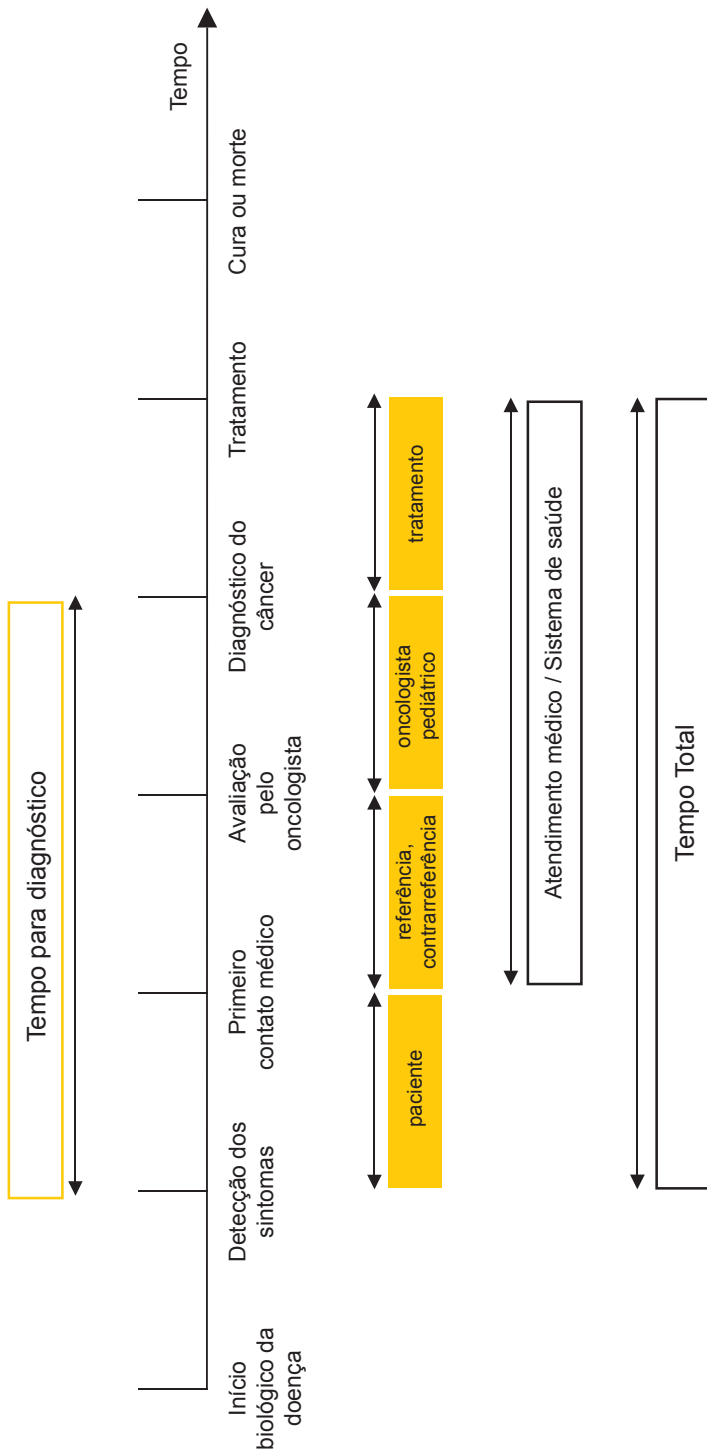 Tempo para diagnóstico
Tempo
Início
biológico da
doença
Detecção dos
sintomas
Primeiro
contato médico
Avaliação
pelo
oncologista
Diagnóstico do
câncer
Tratamento
Cura ou morte
paciente
referência,
contrarreferência
oncologista
pediátrico
tratamento
Atendimento médico / Sistema de saúde
Tempo Total